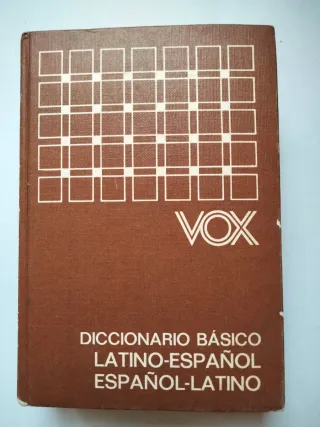 VOX
DICCIONARIO BÁSICO
LATINO-ESPAÑOL
ESPAÑOL-LATINO